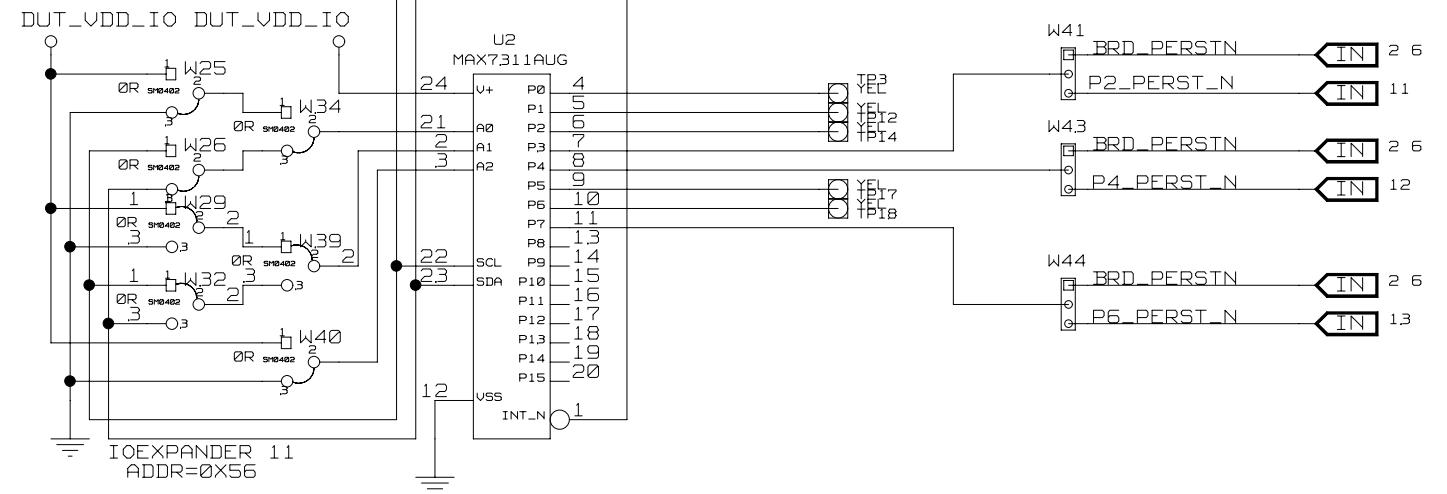 DUT_VDD_IO DUT_VDD_IO
U2
MAX7311AUG
W25
1
2
3
0R SM0402
W34
1
2
3
0R SM0402
W26
1
2
3
0R SM0402
W29
1 1
2 2
3 3
0R SM0402
W39
1 1
2 2
3 3
0R SM0402
W32
1 1
2 2
3 3
0R SM0402
W40
1
2
3
0R SM0402
24 V+
21 A0
2 A1
3 A2
22 SCL
23 SDA
12 VSS
P0 4
P1 5
P2 6
P3 7
P4 8
P5 9
P6 10
P7 11
P8 13
P9 14
P10 15
P11 16
P12 17
P13 18
P14 19
P15 20
INT_N 1
TP3
YEL
YEL
TP12
YEL
TP14
YEL
TP17
YEL
TP18
W41
BRD_PERSTN IN 2 6
P2_PERST_N IN 11
W43
BRD_PERSTN IN 2 6
P4_PERST_N IN 12
W44
BRD_PERSTN IN 2 6
P6_PERST_N IN 13
IOEXPANDER 11
ADDR=0X56